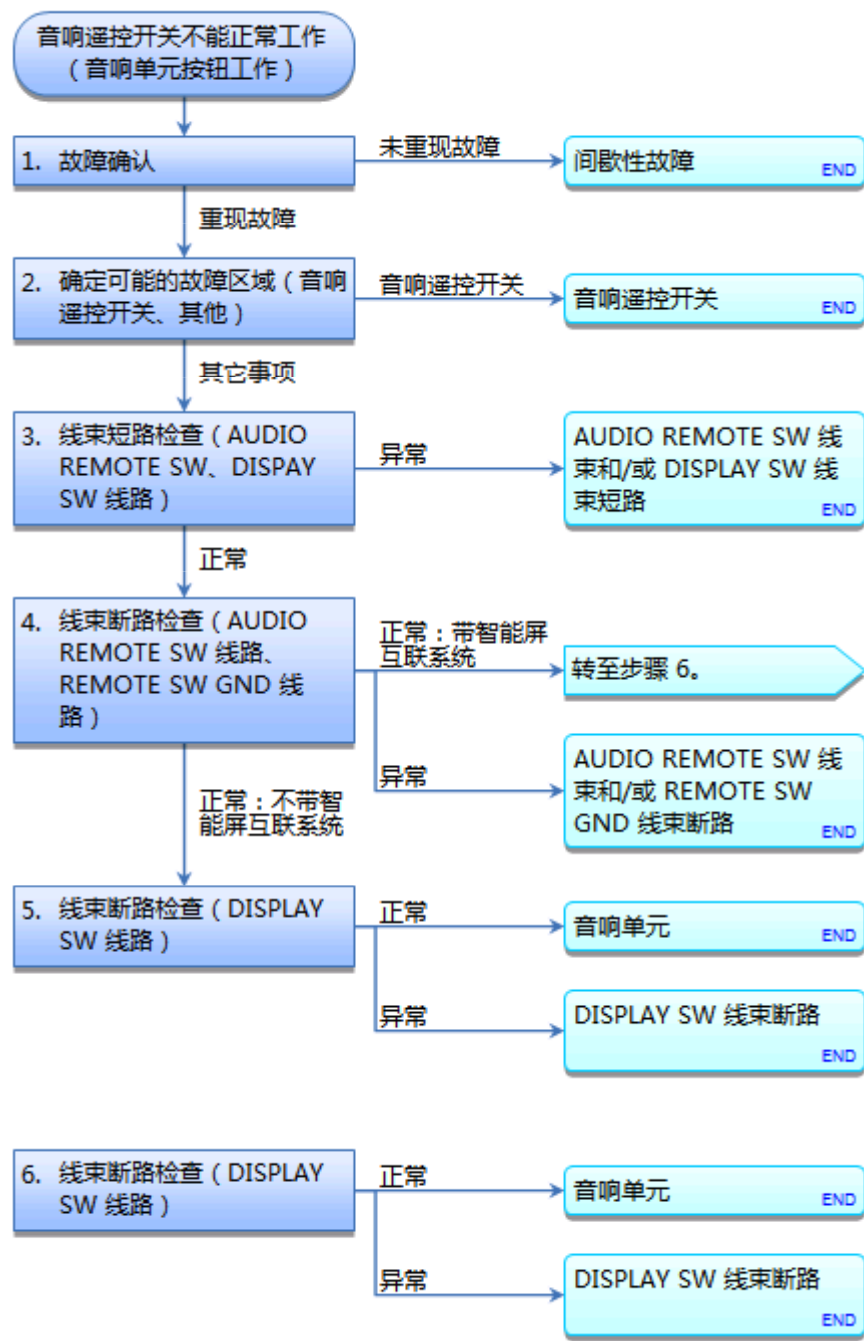 音响遥控开关不能正常工作
（音响单元按钮工作）
1. 故障确认
未重现故障
间歇性故障
END
重现故障
2. 确定可能的故障区域（音响
遥控开关、其他）
音响遥控开关
音响遥控开关
END
其它事项
3. 线束短路检查（AUDIO
REMOTE SW、DISPAY
SW 线路）
异常
AUDIO REMOTE SW 线
束和/或 DISPLAY SW 线
束短路
END
正常
4. 线束断路检查（AUDIO
REMOTE SW 线路、
REMOTE SW GND 线
路）
正常：带智能屏
互联系统
转至步骤 6。
异常
AUDIO REMOTE SW 线
束和/或 REMOTE SW
GND 线束断路
END
正常：不带智
能屏互联系统
5. 线束断路检查（DISPLAY
SW 线路）
正常
音响单元
END
异常
DISPLAY SW 线束断路
END
6. 线束断路检查（DISPLAY
SW 线路）
正常
音响单元
END
异常
DISPLAY SW 线束断路
END